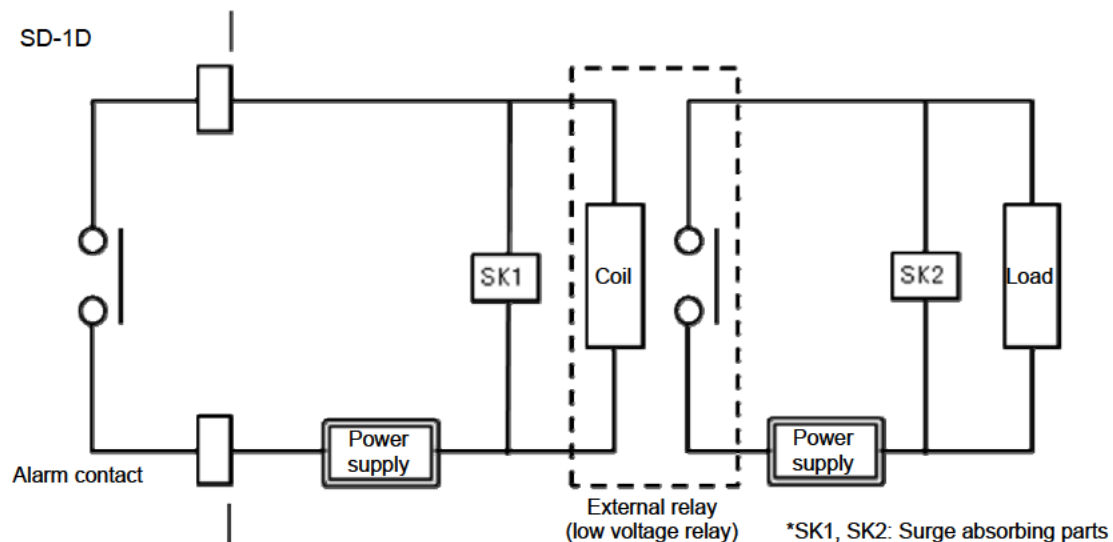 SD-1D
SK1
Coil
SK2
Load
Power
supply
Power
supply
Alarm contact
External relay
(low voltage relay)
*SK1, SK2: Surge absorbing parts